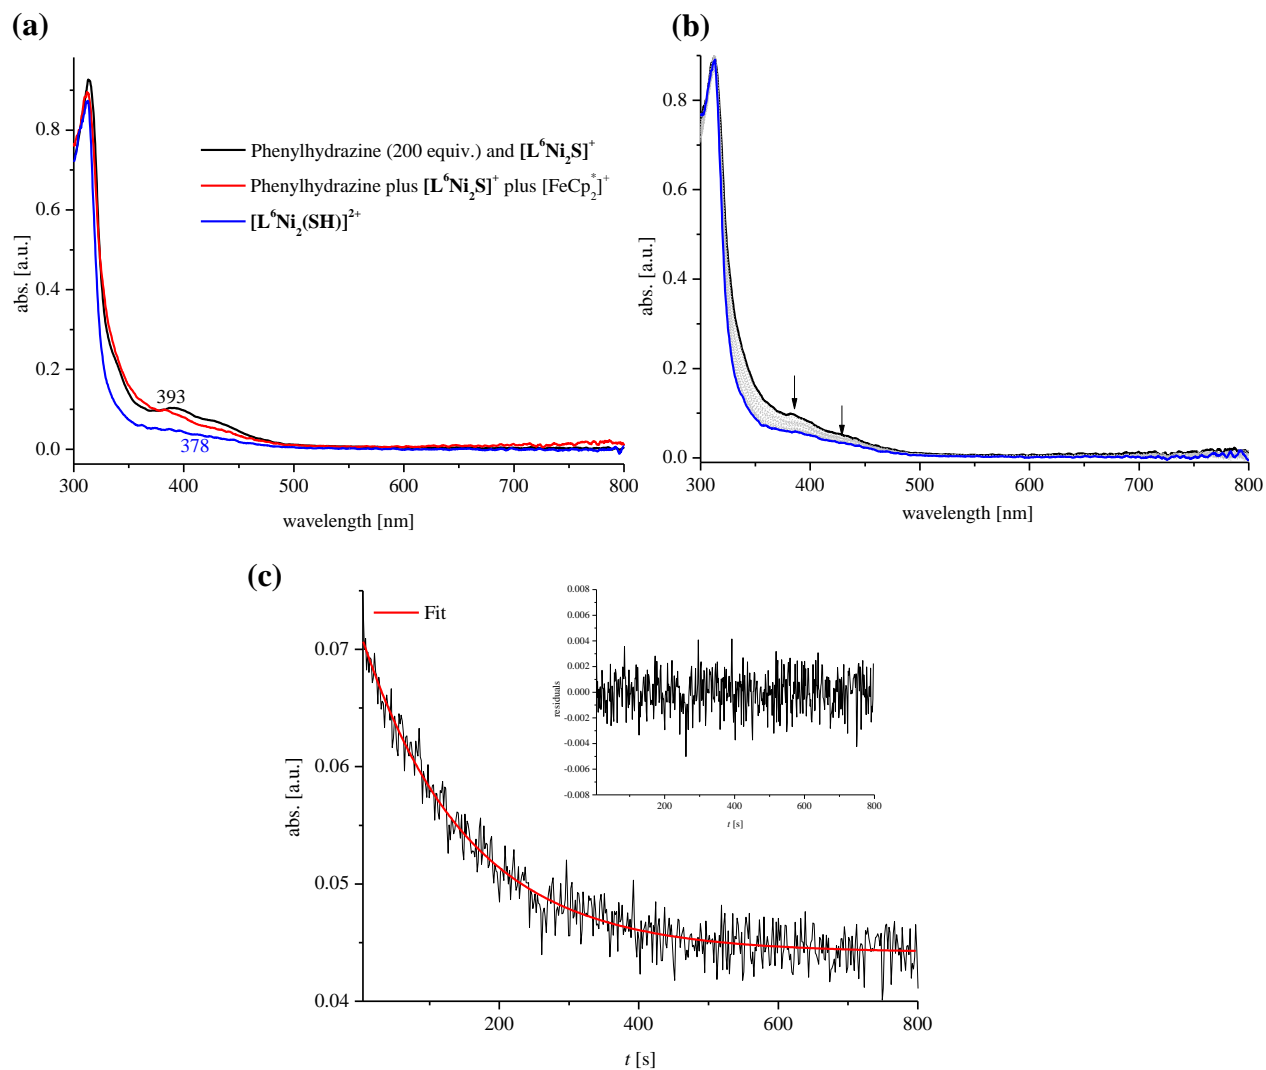 (a)
(b)
Phenylhydrazine (200 equiv.) and [L⁶Ni₂S]⁺
Phenylhydrazine plus [L⁶Ni₂S]⁺ plus [FeCp*₂]⁺
[L⁶Ni₂(SH)]²⁺
abs. [a.u.]
0.8
0.6
0.4
0.2
0.0
393
378
300 400 500 600 700 800
wavelength [nm]
abs. [a.u.]
0.8
0.6
0.4
0.2
0.0
300 400 500 600 700 800
wavelength [nm]
(c)
Fit
abs. [a.u.]
0.07
0.06
0.05
0.04
200 400 600 800
t [s]
residuals
0.008
0.006
0.004
0.002
0.000
-0.002
-0.004
-0.006
-0.008
200 400 600 800
t [s]